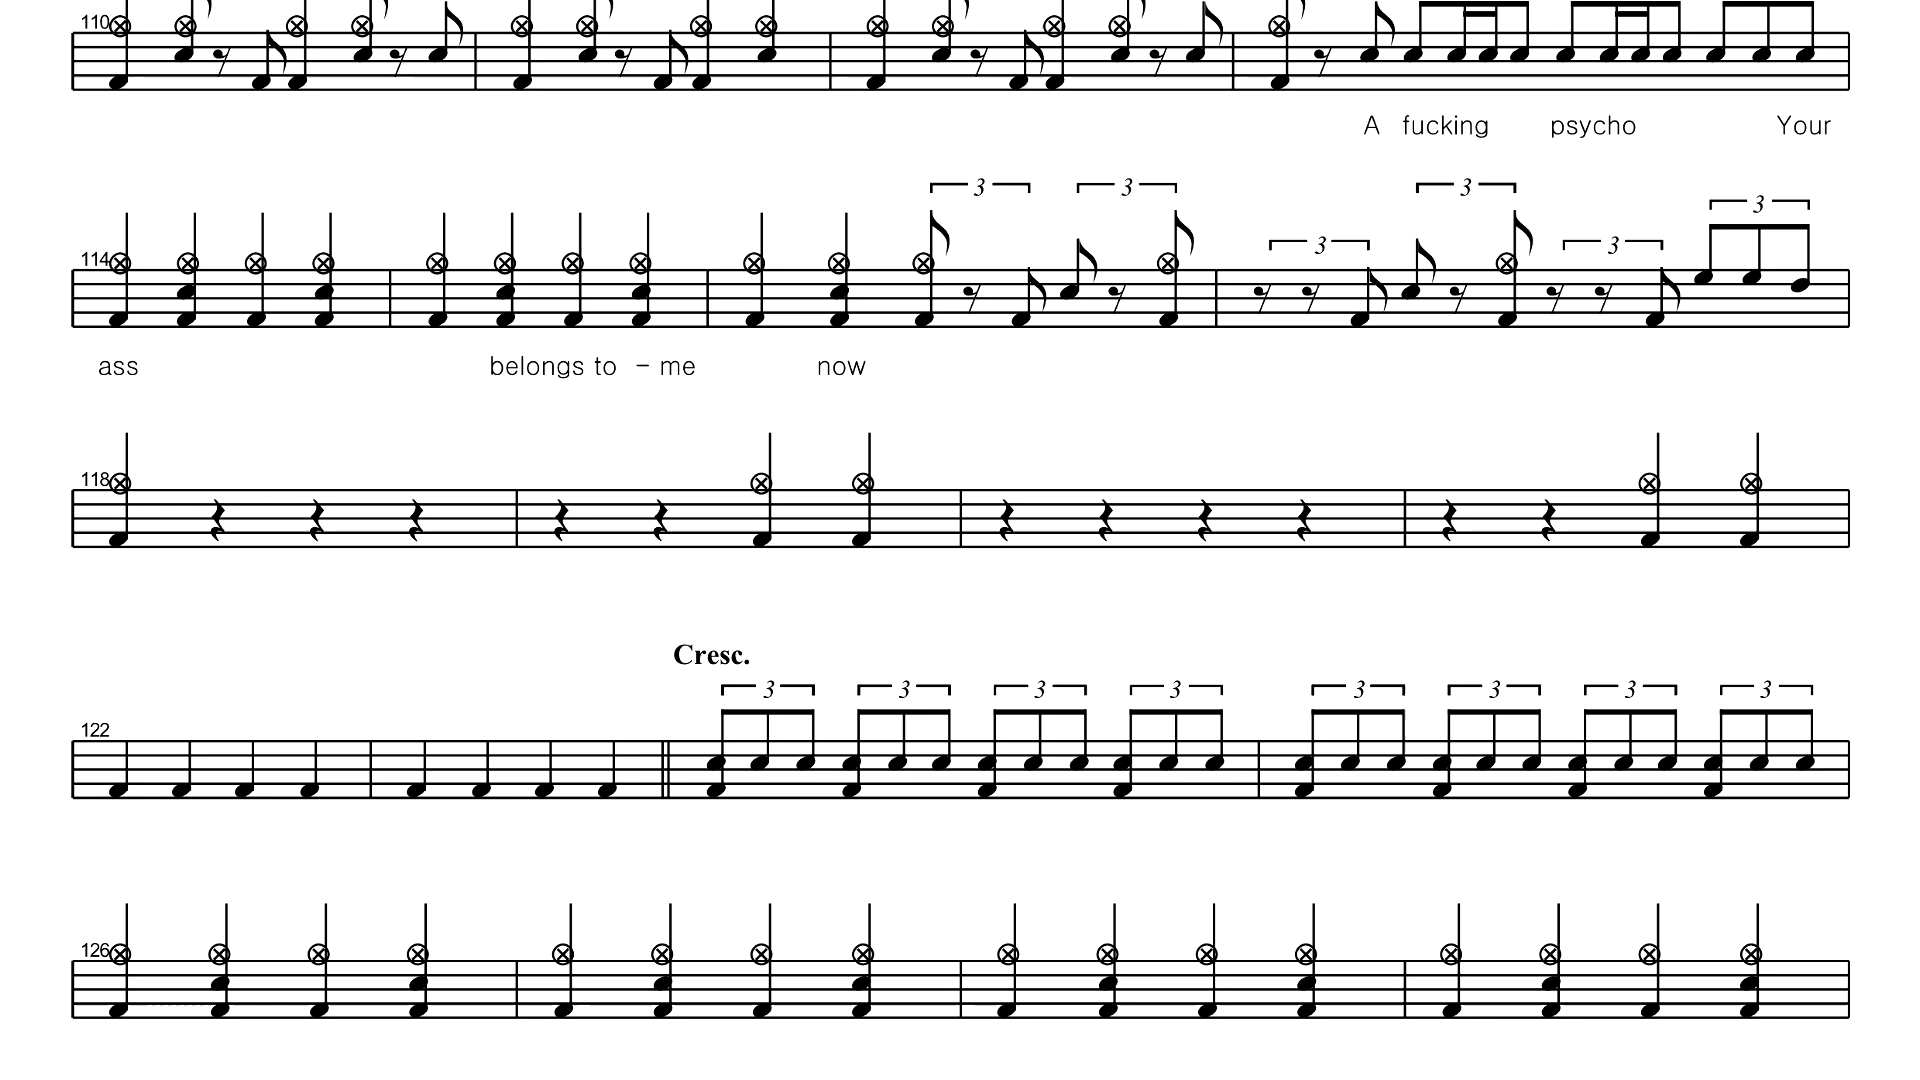 110
A fucking psycho Your
3 3 3 3 3 3
114
ass belongs to - me now
118
Cresc.
3 3 3 3 3 3 3 3
122
126